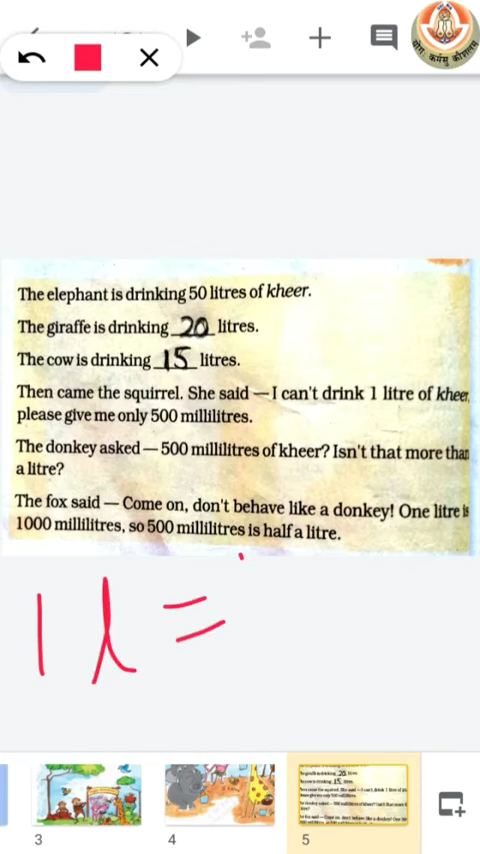 योगः कर्मसु कौशलम्
The elephant is drinking 50 litres of kheer.
The giraffe is drinking 20 litres.
The cow is drinking 15 litres.
Then came the squirrel. She said — I can't drink 1 litre of kheer,
please give me only 500 millilitres.
The donkey asked — 500 millilitres of kheer? Isn't that more than
a litre?
The fox said — Come on, don't behave like a donkey! One litre is
1000 millilitres, so 500 millilitres is half a litre.
1 l =
3
4
5